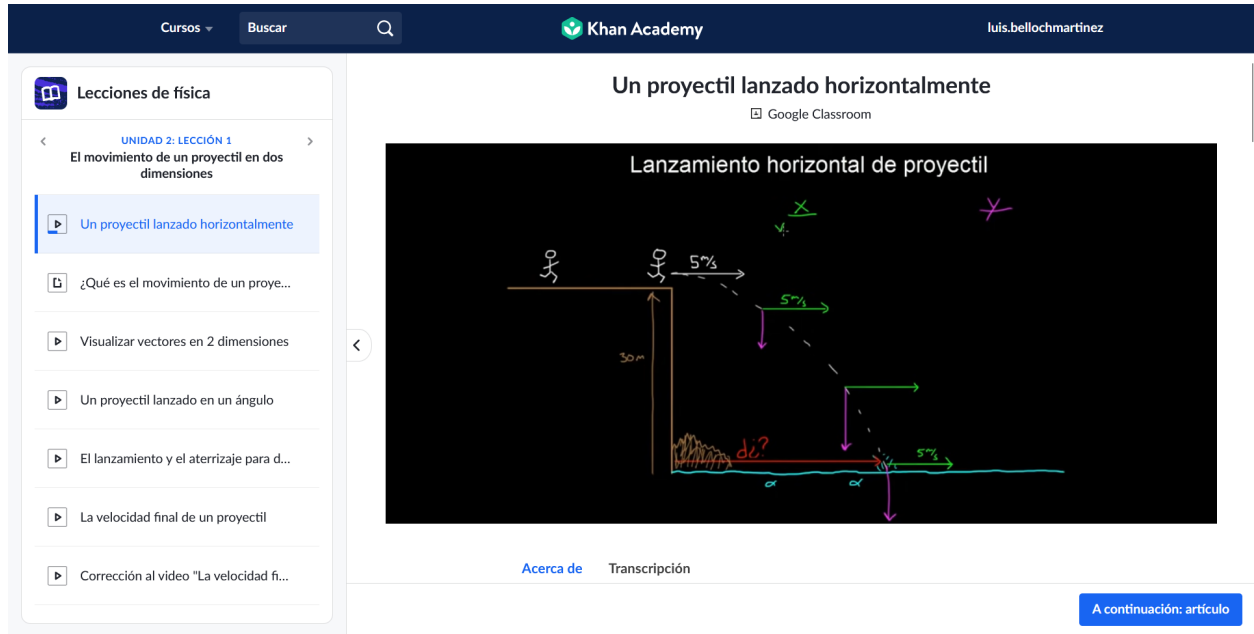 Cursos
Buscar
Khan Academy
luis.bellochmartinez
Lecciones de física
UNIDAD 2: LECCIÓN 1
El movimiento de un proyectil en dos
dimensiones
Un proyectil lanzado horizontalmente
¿Qué es el movimiento de un proye...
Visualizar vectores en 2 dimensiones
Un proyectil lanzado en un ángulo
El lanzamiento y el aterrizaje para d...
La velocidad final de un proyectil
Corrección al video "La velocidad fi...
Un proyectil lanzado horizontalmente
Google Classroom
Lanzamiento horizontal de proyectil
X
Y
5 m/s
5 m/s
30m
di?
5 m/s
Acerca de
Transcripción
A continuación: artículo